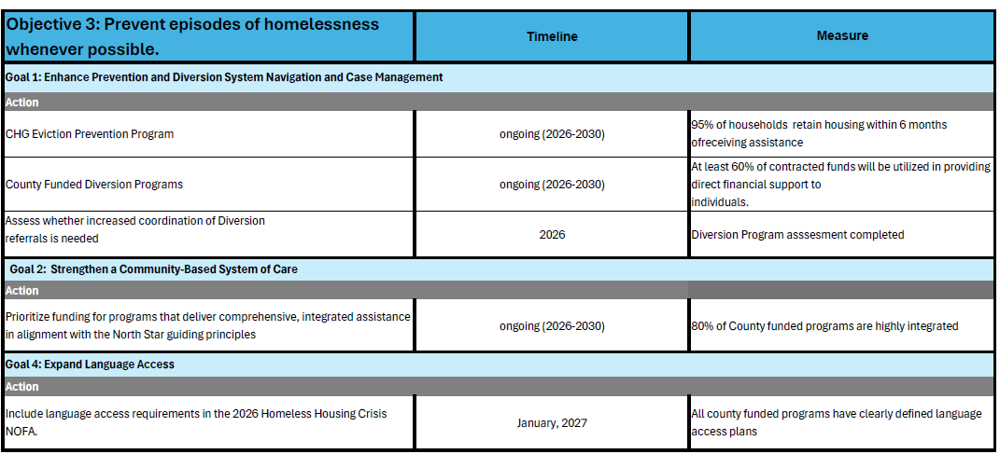 Objective 3: Prevent episodes of homelessness
whenever possible.
Timeline
Measure
Goal 1: Enhance Prevention and Diversion System Navigation and Case Management
Action
CHG Eviction Prevention Program
ongoing (2026-2030)
95% of households  retain housing within 6 months
ofreceiving assistance
County Funded Diversion Programs
ongoing (2026-2030)
At least 60% of contracted funds will be utilized in providing
direct financial support to
individuals.
Assess whether increased coordination of Diversion
referrals is needed
2026
Diversion Program asssesment completed
Goal 2:  Strengthen a Community-Based System of Care
Action
Prioritize funding for programs that deliver comprehensive, integrated assistance
in alignment with the North Star guiding principles
ongoing (2026-2030)
80% of County funded programs are highly integrated
Goal 4: Expand Language Access
Action
Include language access requirements in the 2026 Homeless Housing Crisis
NOFA.
January, 2027
All county funded programs have clearly defined language
access plans